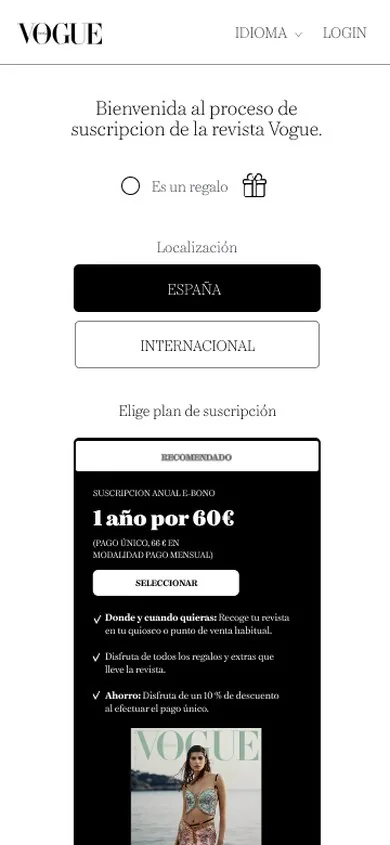 VOGUE
IDIOMA
LOGIN
Bienvenida al proceso de
suscripcion de la revista Vogue.
Es un regalo
Localización
ESPAÑA
INTERNACIONAL
Elige plan de suscripción
RECOMENDADO
SUSCRIPCION ANUAL E-BONO
1 año por 60€
(PAGO ÚNICO, 66 € EN
MODALIDAD PAGO MENSUAL)
SELECCIONAR
Donde y cuando quieras: Recoge tu revista
en tu quiosco o punto de venta habitual.
Disfruta de todos los regalos y extras que
lleve la revista.
Ahorro: Disfruta de un 10 % de descuento
al efectuar el pago único.
VOGUE